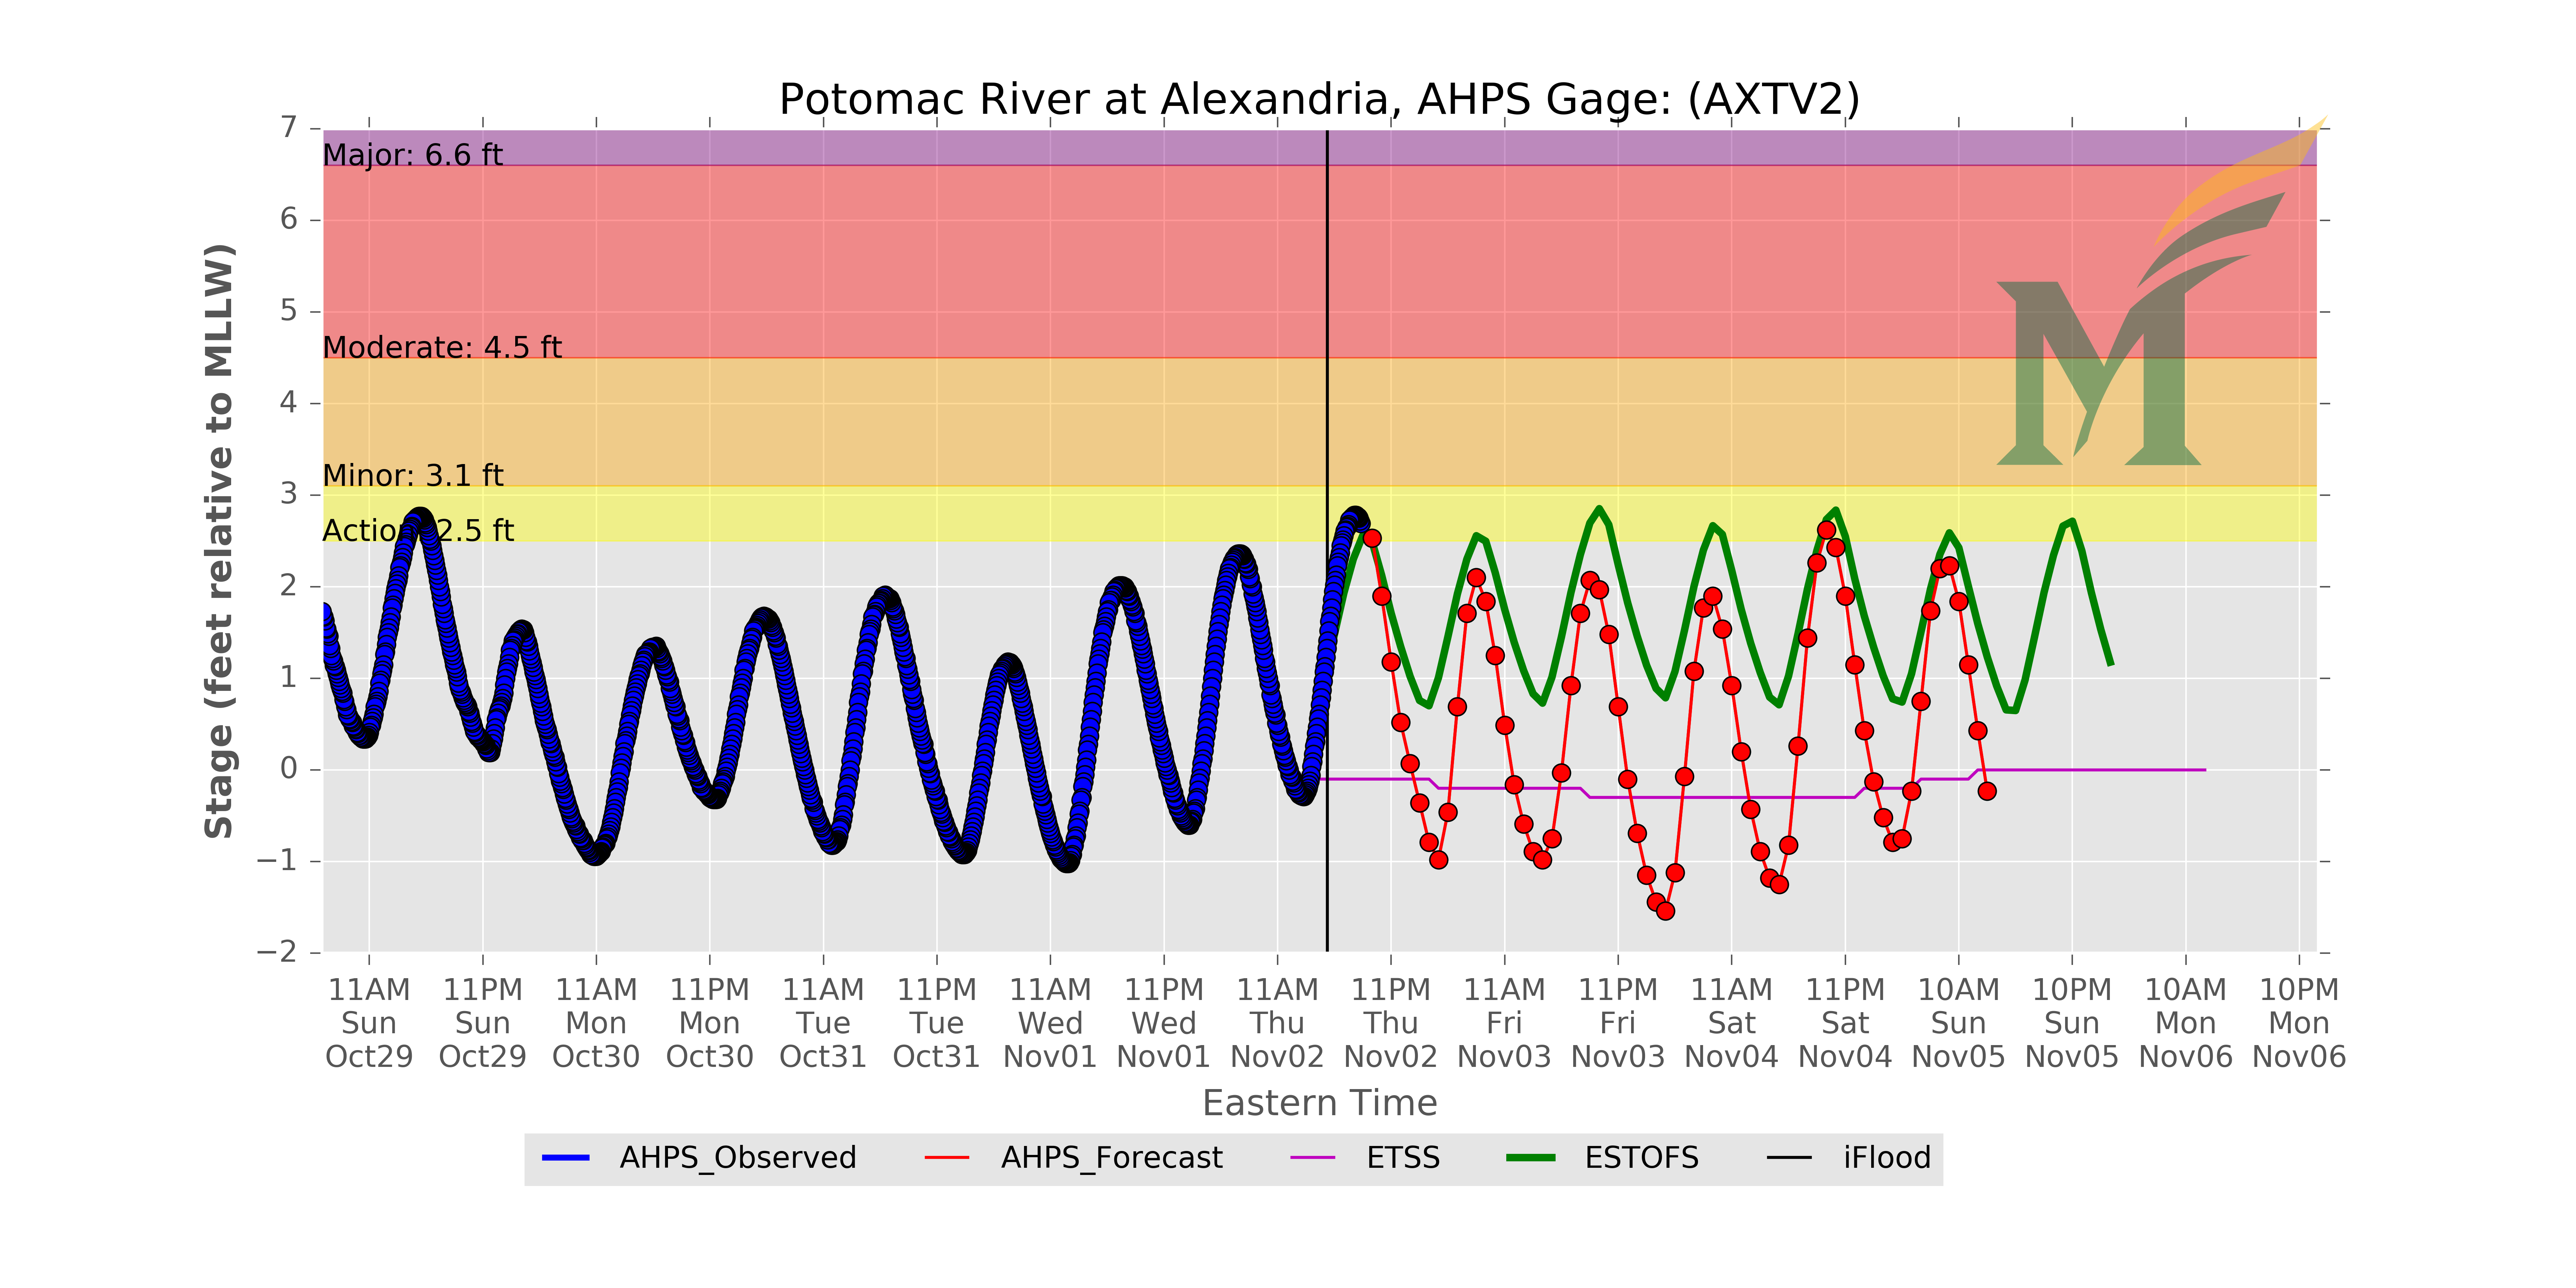 Potomac River at Alexandria, AHPS Gage: (AXTV2)
Stage (feet relative to MLLW)
7
6
5
4
3
2
1
0
−1
−2
Major: 6.6 ft
Moderate: 4.5 ft
Minor: 3.1 ft
Action: 2.5 ft
11AM 11PM 11AM 11PM 11AM 11PM 11AM 11PM 11AM 11PM 11AM 11PM 11AM 11PM 10AM 10PM 10AM 10PM
Sun Sun Mon Mon Tue Tue Wed Wed Thu Thu Fri Fri Sat Sat Sun Sun Mon Mon
Oct29 Oct29 Oct30 Oct30 Oct31 Oct31 Nov01 Nov01 Nov02 Nov02 Nov03 Nov03 Nov04 Nov04 Nov05 Nov05 Nov06 Nov06
Eastern Time
AHPS_Observed AHPS_Forecast ETSS ESTOFS iFlood